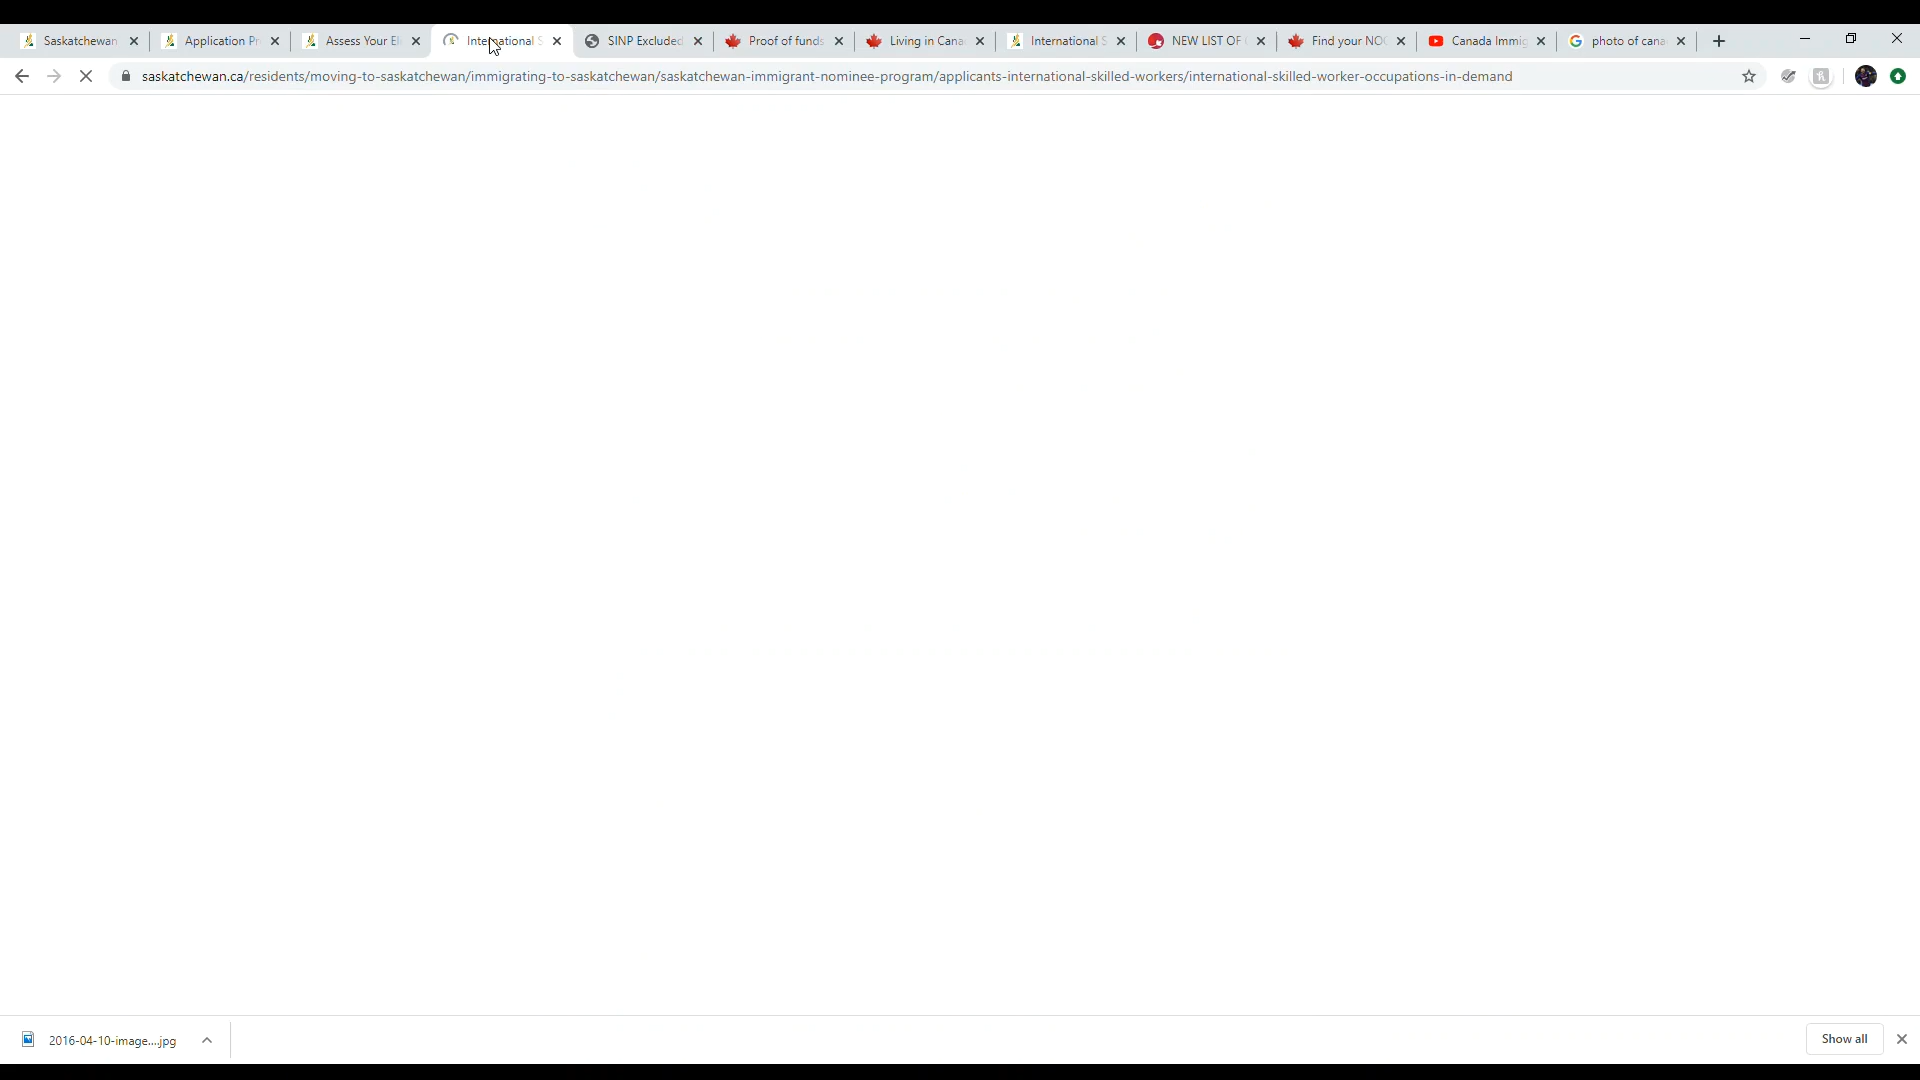 Saskatchewan
Application Pr
Assess Your El
International S
SINP Excluded
Proof of funds
Living in Cana
International S
NEW LIST OF
Find your NOC
Canada Immig
photo of cana
saskatchewan.ca/residents/moving-to-saskatchewan/immigrating-to-saskatchewan/saskatchewan-immigrant-nominee-program/applicants-international-skilled-workers/international-skilled-worker-occupations-in-demand
2016-04-10-image....jpg
Show all